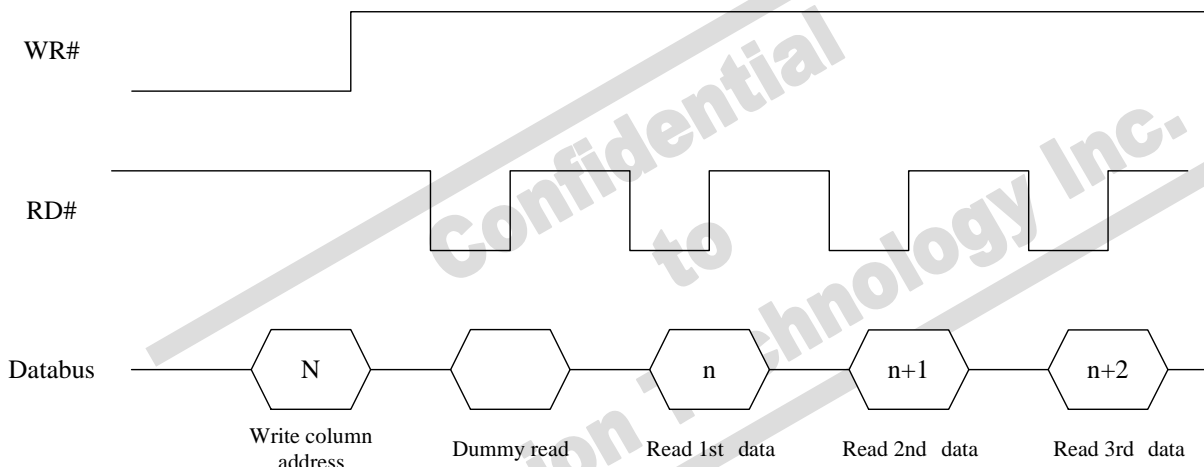 WR#
RD#
Databus
N
n
n+1
n+2
Write column
address
Dummy read
Read 1st data
Read 2nd data
Read 3rd data
Confidential
to
Technology Inc.